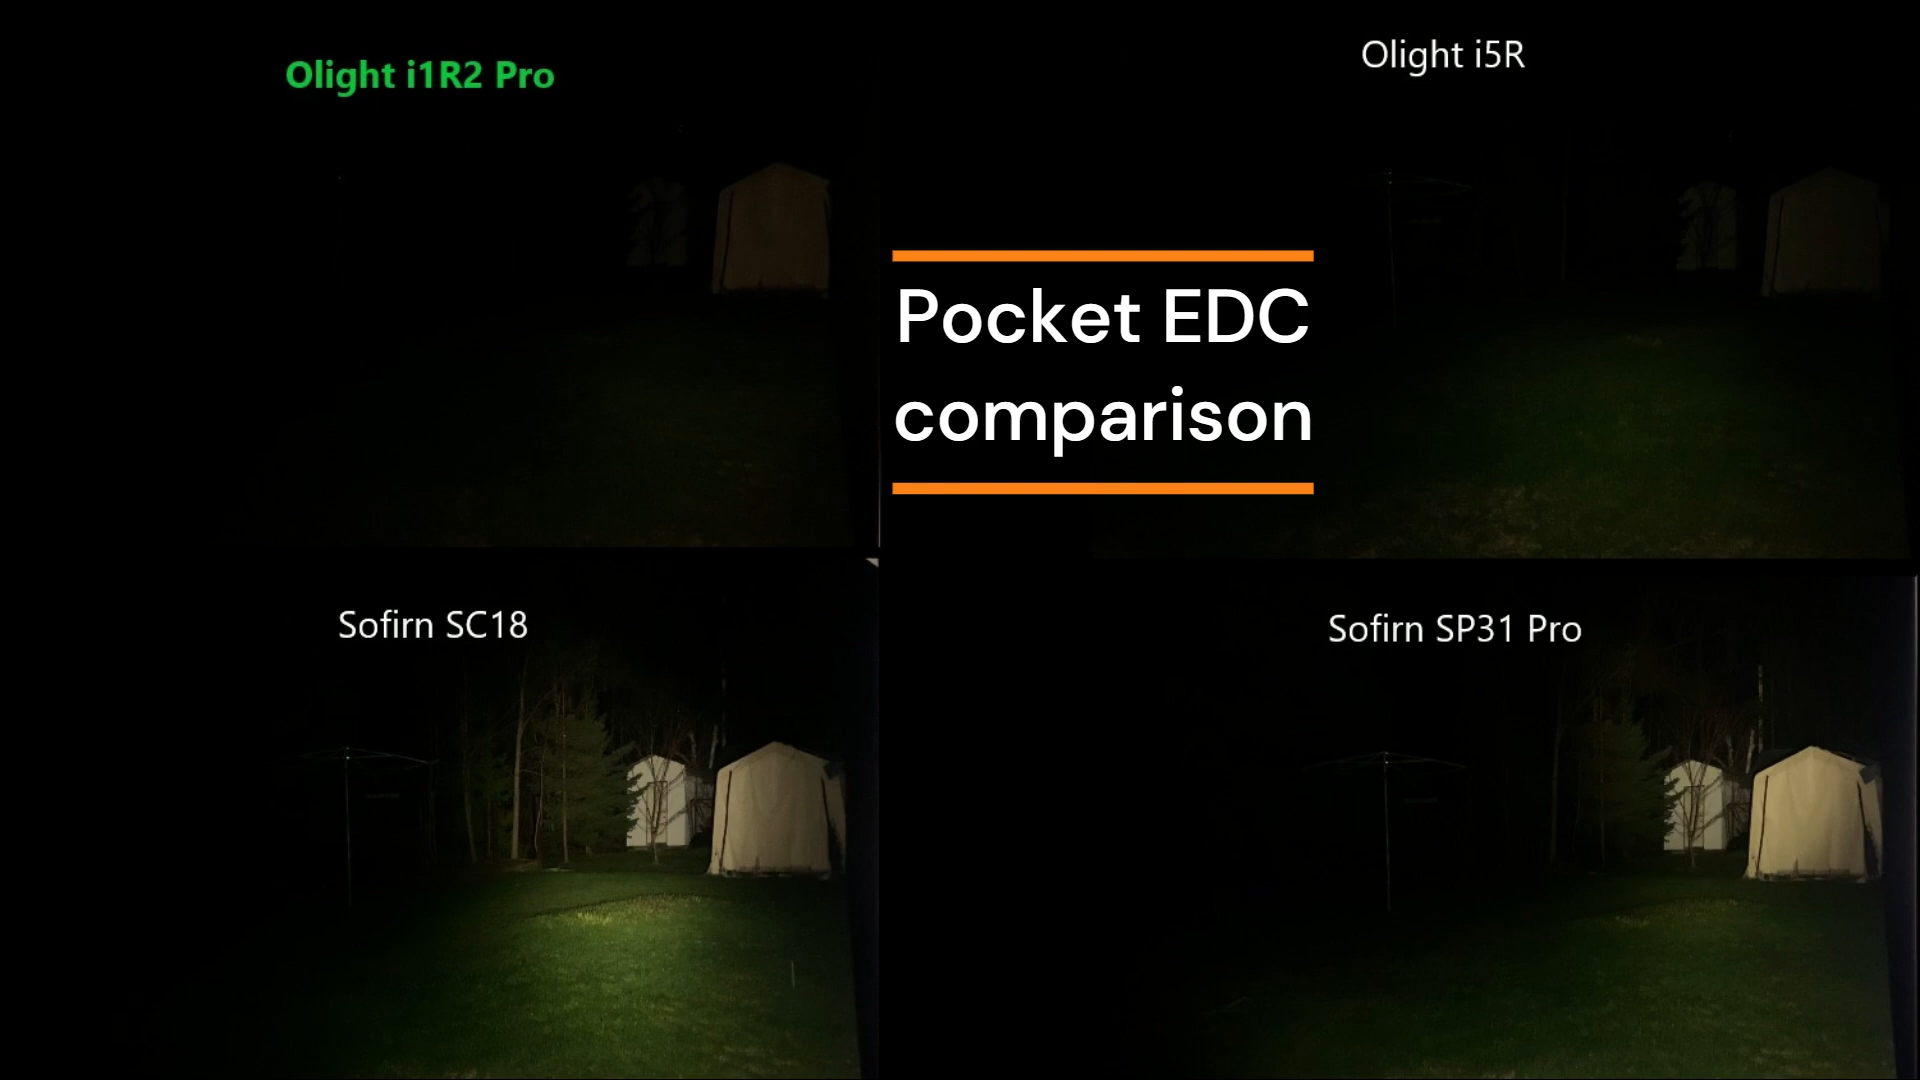 Olight i1R2 Pro
Olight i5R
Pocket EDC
comparison
Sofirn SC18
Sofirn SP31 Pro